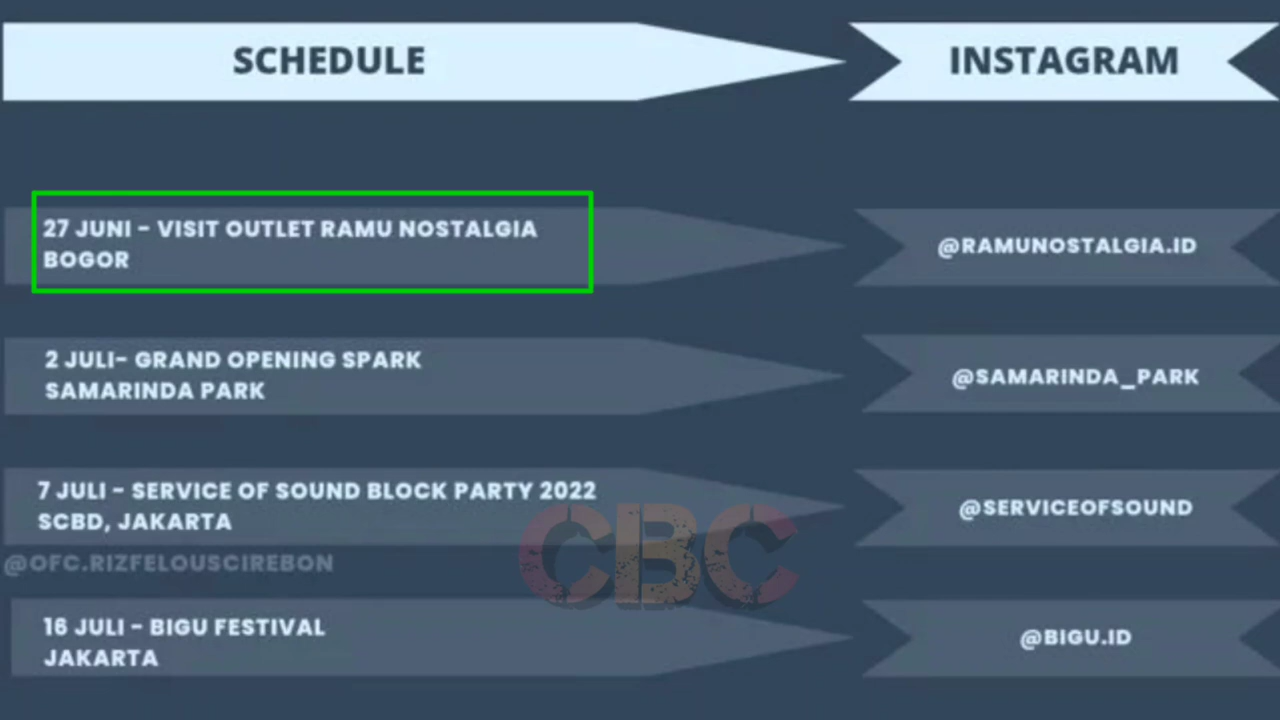 SCHEDULE
INSTAGRAM
27 JUNI - VISIT OUTLET RAMU NOSTALGIA
BOGOR
@RAMUNOSTALGIA.ID
2 JULI- GRAND OPENING SPARK
SAMARINDA PARK
@SAMARINDA_PARK
7 JULI - SERVICE OF SOUND BLOCK PARTY 2022
SCBD, JAKARTA
@SERVICEOFSOUND
@OFC.RIZFELOUSCIREBON
CBC
16 JULI - BIGU FESTIVAL
JAKARTA
@BIGU.ID